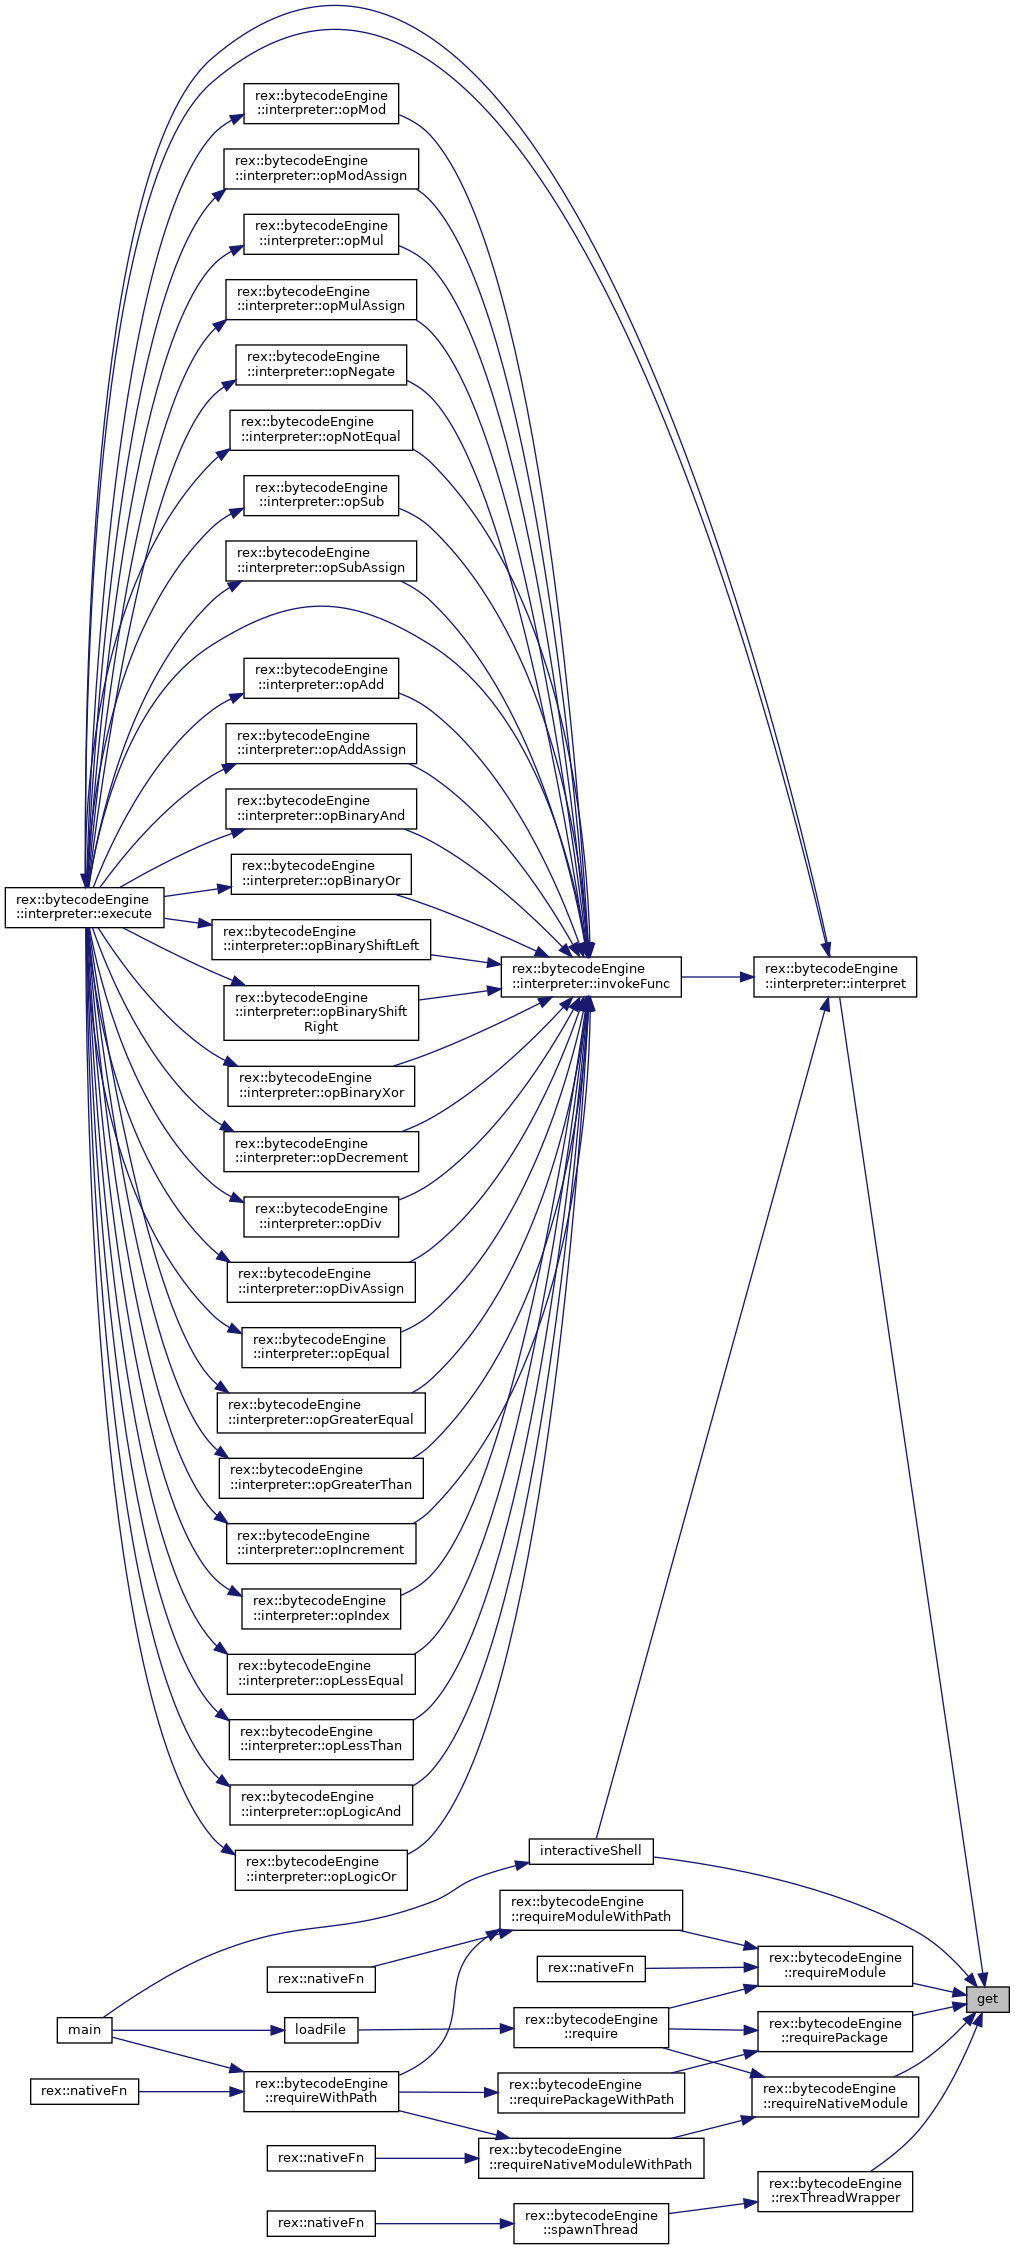 rex::bytecodeEngine
::interpreter::opMod
rex::bytecodeEngine
::interpreter::opModAssign
rex::bytecodeEngine
::interpreter::opMul
rex::bytecodeEngine
::interpreter::opMulAssign
rex::bytecodeEngine
::interpreter::opNegate
rex::bytecodeEngine
::interpreter::opNotEqual
rex::bytecodeEngine
::interpreter::opSub
rex::bytecodeEngine
::interpreter::opSubAssign
rex::bytecodeEngine
::interpreter::opAdd
rex::bytecodeEngine
::interpreter::opAddAssign
rex::bytecodeEngine
::interpreter::opBinaryAnd
rex::bytecodeEngine
::interpreter::opBinaryOr
rex::bytecodeEngine
::interpreter::execute
rex::bytecodeEngine
::interpreter::opBinaryShiftLeft
rex::bytecodeEngine
::interpreter::invokeFunc
rex::bytecodeEngine
::interpreter::interpret
rex::bytecodeEngine
::interpreter::opBinaryShift
Right
rex::bytecodeEngine
::interpreter::opBinaryXor
rex::bytecodeEngine
::interpreter::opDecrement
rex::bytecodeEngine
::interpreter::opDiv
rex::bytecodeEngine
::interpreter::opDivAssign
rex::bytecodeEngine
::interpreter::opEqual
rex::bytecodeEngine
::interpreter::opGreaterEqual
rex::bytecodeEngine
::interpreter::opGreaterThan
rex::bytecodeEngine
::interpreter::opIncrement
rex::bytecodeEngine
::interpreter::opIndex
rex::bytecodeEngine
::interpreter::opLessEqual
rex::bytecodeEngine
::interpreter::opLessThan
rex::bytecodeEngine
::interpreter::opLogicAnd
rex::bytecodeEngine
::interpreter::opLogicOr
interactiveShell
rex::bytecodeEngine
::requireModuleWithPath
rex::nativeFn
rex::nativeFn
rex::bytecodeEngine
::requireModule
get
main
loadFile
rex::bytecodeEngine
::require
rex::bytecodeEngine
::requirePackage
rex::nativeFn
rex::bytecodeEngine
::requireWithPath
rex::bytecodeEngine
::requirePackageWithPath
rex::bytecodeEngine
::requireNativeModule
rex::nativeFn
rex::bytecodeEngine
::requireNativeModuleWithPath
rex::bytecodeEngine
::rexThreadWrapper
rex::nativeFn
rex::bytecodeEngine
::spawnThread